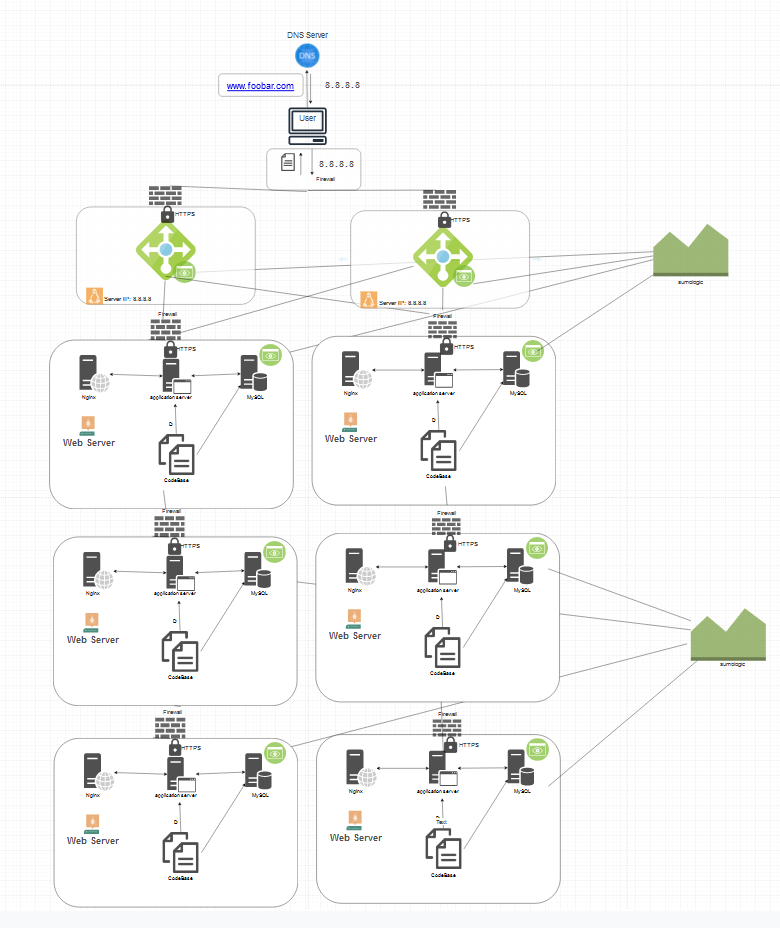 DNS Server
DNS
www.foobar.com
8.8.8.8
User
8.8.8.8
Firewall
HTTPS
HTTPS
Server IP: 8.8.8.8
Server IP: 8.8.8.8
sumologic
Firewall
Firewall
HTTPS
HTTPS
Nginx
application server
MySQL
Nginx
application server
MySQL
D
D
Web Server
Web Server
CodeBase
CodeBase
Firewall
Firewall
HTTPS
HTTPS
Nginx
application server
MySQL
Nginx
application server
MySQL
D
D
Web Server
Web Server
CodeBase
CodeBase
sumologic
Firewall
Firewall
HTTPS
HTTPS
Nginx
application server
MySQL
Nginx
application server
MySQL
D
Text
Web Server
Web Server
CodeBase
CodeBase